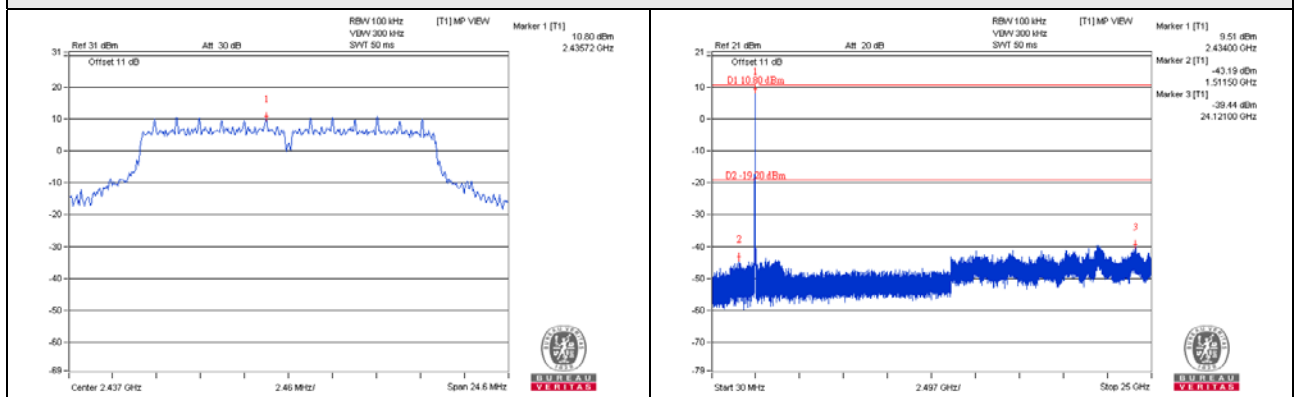 RBW 100 kHz
VBW 300 kHz
SWT 50 ms
[T1] MP VIEW
Marker 1 [T1]
10.80 dBm
2.43572 GHz
Ref 31 dBm
Att 30 dB
Offset 11 dB
31
20
10
0
-10
-20
-30
-40
-50
-60
-69
1
Center 2.437 GHz
2.46 MHz/
Span 24.6 MHz
BUREAU VERITAS
1828
BUREAU
VERITAS
RBW 100 kHz
VBW 300 kHz
SWT 50 ms
[T1] MP VIEW
Marker 1 [T1]
9.51 dBm
2.43400 GHz
Marker 2 [T1]
-43.19 dBm
1.51150 GHz
Marker 3 [T1]
-39.44 dBm
24.12100 GHz
Ref 21 dBm
Att 20 dB
Offset 11 dB
21
10
0
-10
-20
-30
-40
-50
-60
-70
-79
1
D1 10.80 dBm
D2 -19.20 dBm
2
3
Start 30 MHz
2.497 GHz/
Stop 25 GHz
BUREAU VERITAS
1828
BUREAU
VERITAS